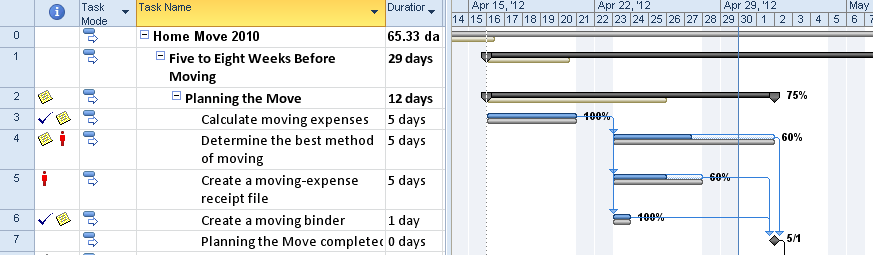 Task Mode Task Name Duration Apr 15, '12 Apr 22, '12 Apr 29, '12 May
14 15 16 17 18 19 20 21 22 23 24 25 26 27 28 29 30 1 2 3 4 5 6 7
0 Home Move 2010 65.33 da
1 Five to Eight Weeks Before 29 days
Moving
2 Planning the Move 12 days 75%
3 Calculate moving expenses 5 days 100%
4 Determine the best method 5 days 60%
of moving
5 Create a moving-expense 5 days 60%
receipt file
6 Create a moving binder 1 day 100%
7 Planning the Move completed 0 days 5/1